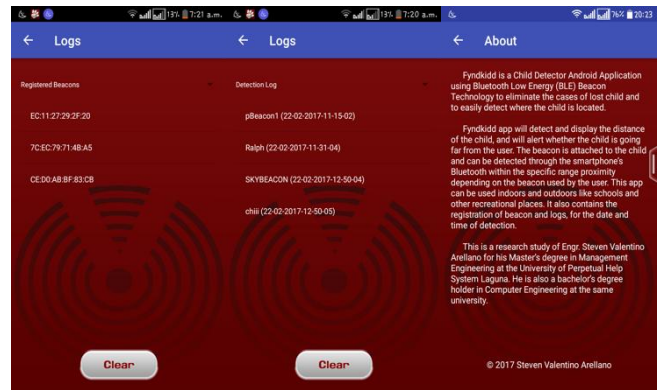 13% 7:21 a.m.
Logs
Registered Beacons
EC:11:27:29:2F:20
7C:EC:79:71:4B:A5
CE:D0:AB:BF:83:CB
Clear
13% 7:20 a.m.
Logs
Detection Log
pBeacon1 (22-02-2017-11-15-02)
Ralph (22-02-2017-11-31-04)
SKYBEACON (22-02-2017-12-50-04)
chiii (22-02-2017-12-50-05)
Clear
76% 20:23
About
Fyndkidd is a Child Detector Android Application
using Bluetooth Low Energy (BLE) Beacon
Technology to eliminate the cases of lost child and
to easily detect where the child is located.
Fyndkidd app will detect and display the distance
of the child, and will alert whether the child is going
far from the user. The beacon is attached to the child
and can be detected through the smartphone's
Bluetooth within the specific range proximity
depending on the beacon used by the user. This app
can be used indoors and outdoors like schools and
other recreational places. It also contains the
registration of beacon and logs, for the date and
time of detection.
This is a research study of Engr. Steven Valentino
Arellano for his Master's degree in Management
Engineering at the University of Perpetual Help
System Laguna. He is also a bachelor's degree
holder in Computer Engineering at the same
university.
© 2017 Steven Valentino Arellano